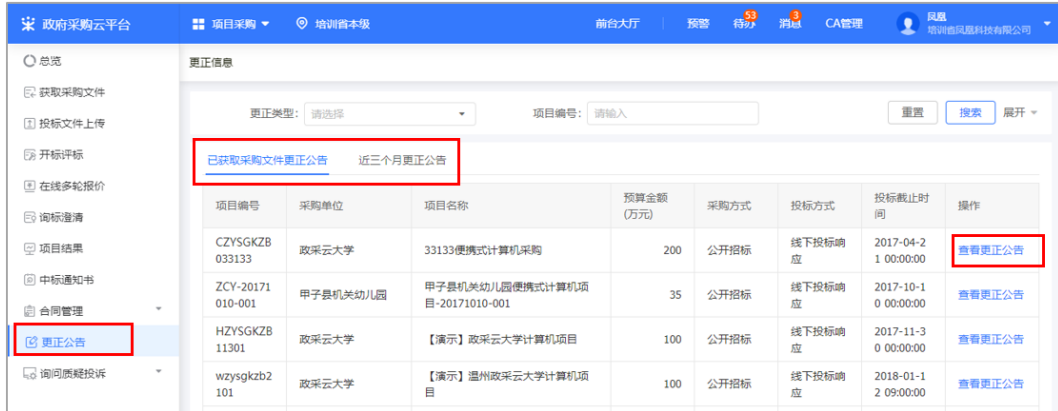 政府采购云平台
项目采购
培训省本级
前台大厅
预警
待办
53
消息
3
CA管理
凤凰
培训省凤凰科技有限公司
总览
获取采购文件
投标文件上传
开标评标
在线多轮报价
询标澄清
项目结果
中标通知书
合同管理
更正公告
询问质疑投诉
更正信息
更正类型： 请选择
项目编号： 请输入
重置
搜索
展开
已获取采购文件更正公告
近三个月更正公告
项目编号 采购单位 项目名称 预算金额 采购方式 投标方式 投标截止时 操作
(万元) 间
CZYSGKZB 政采云大学 33133便携式计算机采购 200 公开招标 线下投标响 2017-04-2 查看更正公告
033133 应 1 00:00:00
ZCY-20171 甲子县机关幼儿园 甲子县机关幼儿园便携式计算机项 35 公开招标 线下投标响 2017-10-1 查看更正公告
010-001 目-20171010-001 应 0 00:00:00
HZYSGKZB 政采云大学 【演示】政采云大学计算机项目 100 公开招标 线下投标响 2017-11-3 查看更正公告
11301 应 0 00:00:00
wzysgkzb2 政采云大学 【演示】温州政采云大学计算机项 100 公开招标 线下投标响 2018-01-1 查看更正公告
101 目 应 2 09:00:00